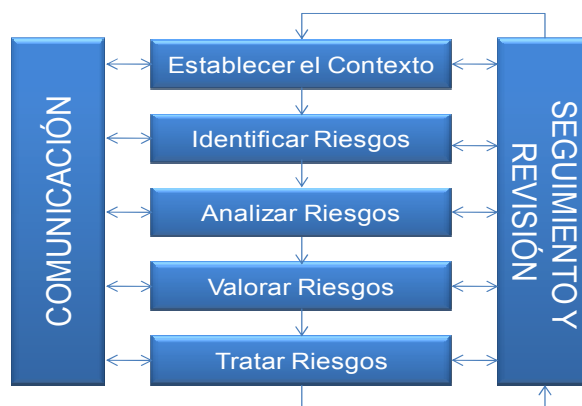 COMUNICACIÓN
Establecer el Contexto
Identificar Riesgos
Analizar Riesgos
Valorar Riesgos
Tratar Riesgos
SEGUIMIENTO Y
REVISIÓN